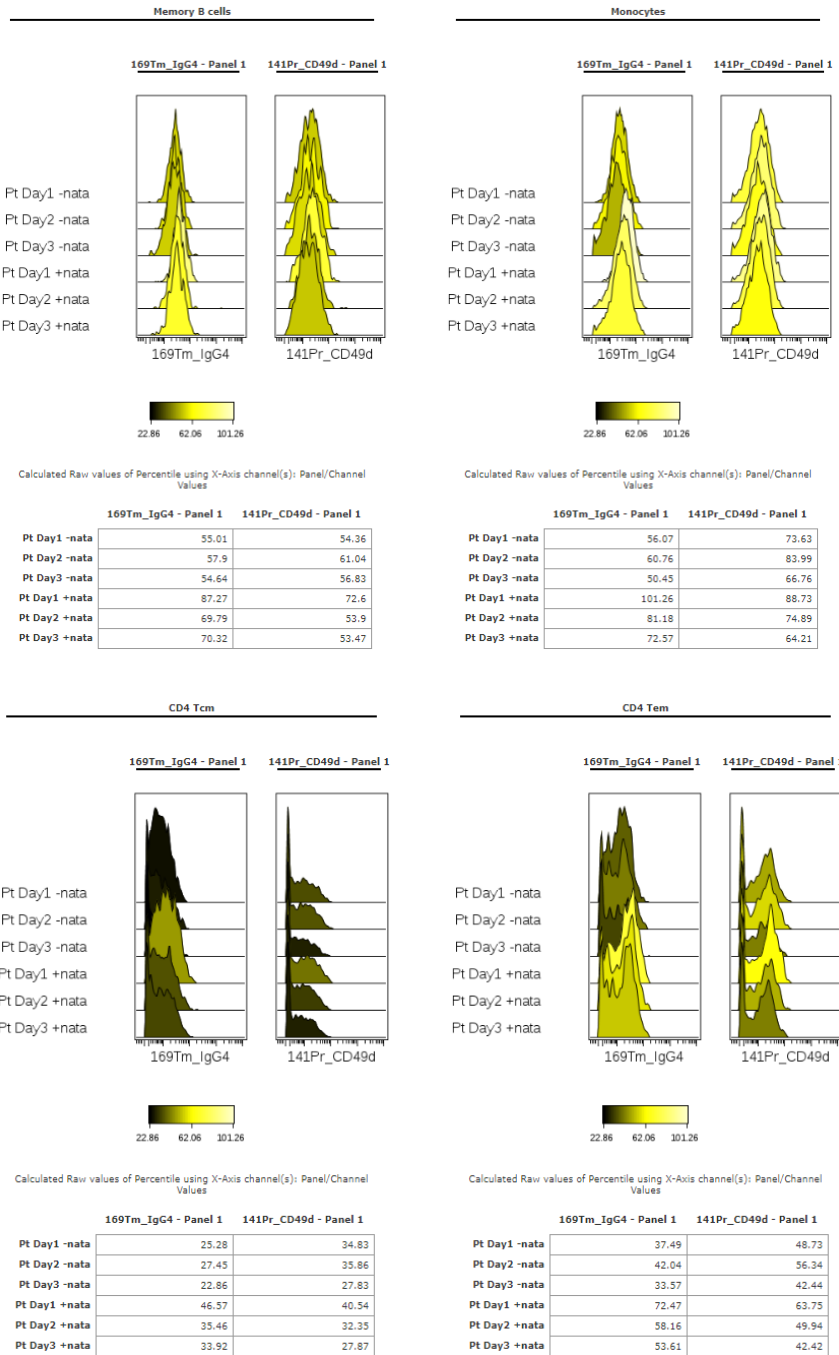 Memory B cells
169Tm_IgG4 - Panel 1 141Pr_CD49d - Panel 1
Pt Day1 -nata
Pt Day2 -nata
Pt Day3 -nata
Pt Day1 +nata
Pt Day2 +nata
Pt Day3 +nata
169Tm_IgG4 141Pr_CD49d
22.86 62.06 101.26
Calculated Raw values of Percentile using X-Axis channel(s): Panel/Channel
Values
169Tm_IgG4 - Panel 1 141Pr_CD49d - Panel 1
Pt Day1 -nata 55.01 54.36
Pt Day2 -nata 57.9 61.04
Pt Day3 -nata 54.64 56.83
Pt Day1 +nata 87.27 72.6
Pt Day2 +nata 69.79 53.9
Pt Day3 +nata 70.32 53.47
Monocytes
169Tm_IgG4 - Panel 1 141Pr_CD49d - Panel 1
Pt Day1 -nata
Pt Day2 -nata
Pt Day3 -nata
Pt Day1 +nata
Pt Day2 +nata
Pt Day3 +nata
169Tm_IgG4 141Pr_CD49d
22.86 62.06 101.26
Calculated Raw values of Percentile using X-Axis channel(s): Panel/Channel
Values
169Tm_IgG4 - Panel 1 141Pr_CD49d - Panel 1
Pt Day1 -nata 56.07 73.63
Pt Day2 -nata 60.76 83.99
Pt Day3 -nata 50.45 66.76
Pt Day1 +nata 101.26 88.73
Pt Day2 +nata 81.18 74.89
Pt Day3 +nata 72.57 64.21
CD4 Tcm
169Tm_IgG4 - Panel 1 141Pr_CD49d - Panel 1
Pt Day1 -nata
Pt Day2 -nata
Pt Day3 -nata
Pt Day1 +nata
Pt Day2 +nata
Pt Day3 +nata
169Tm_IgG4 141Pr_CD49d
22.86 62.06 101.26
Calculated Raw values of Percentile using X-Axis channel(s): Panel/Channel
Values
169Tm_IgG4 - Panel 1 141Pr_CD49d - Panel 1
Pt Day1 -nata 25.28 34.83
Pt Day2 -nata 27.45 35.86
Pt Day3 -nata 22.86 27.83
Pt Day1 +nata 46.57 40.54
Pt Day2 +nata 35.46 32.35
Pt Day3 +nata 33.92 27.87
CD4 Tem
169Tm_IgG4 - Panel 1 141Pr_CD49d - Panel 1
Pt Day1 -nata
Pt Day2 -nata
Pt Day3 -nata
Pt Day1 +nata
Pt Day2 +nata
Pt Day3 +nata
169Tm_IgG4 141Pr_CD49d
22.86 62.06 101.26
Calculated Raw values of Percentile using X-Axis channel(s): Panel/Channel
Values
169Tm_IgG4 - Panel 1 141Pr_CD49d - Panel 1
Pt Day1 -nata 37.49 48.73
Pt Day2 -nata 42.04 56.34
Pt Day3 -nata 33.57 42.44
Pt Day1 +nata 72.47 63.75
Pt Day2 +nata 58.16 49.94
Pt Day3 +nata 53.61 42.42